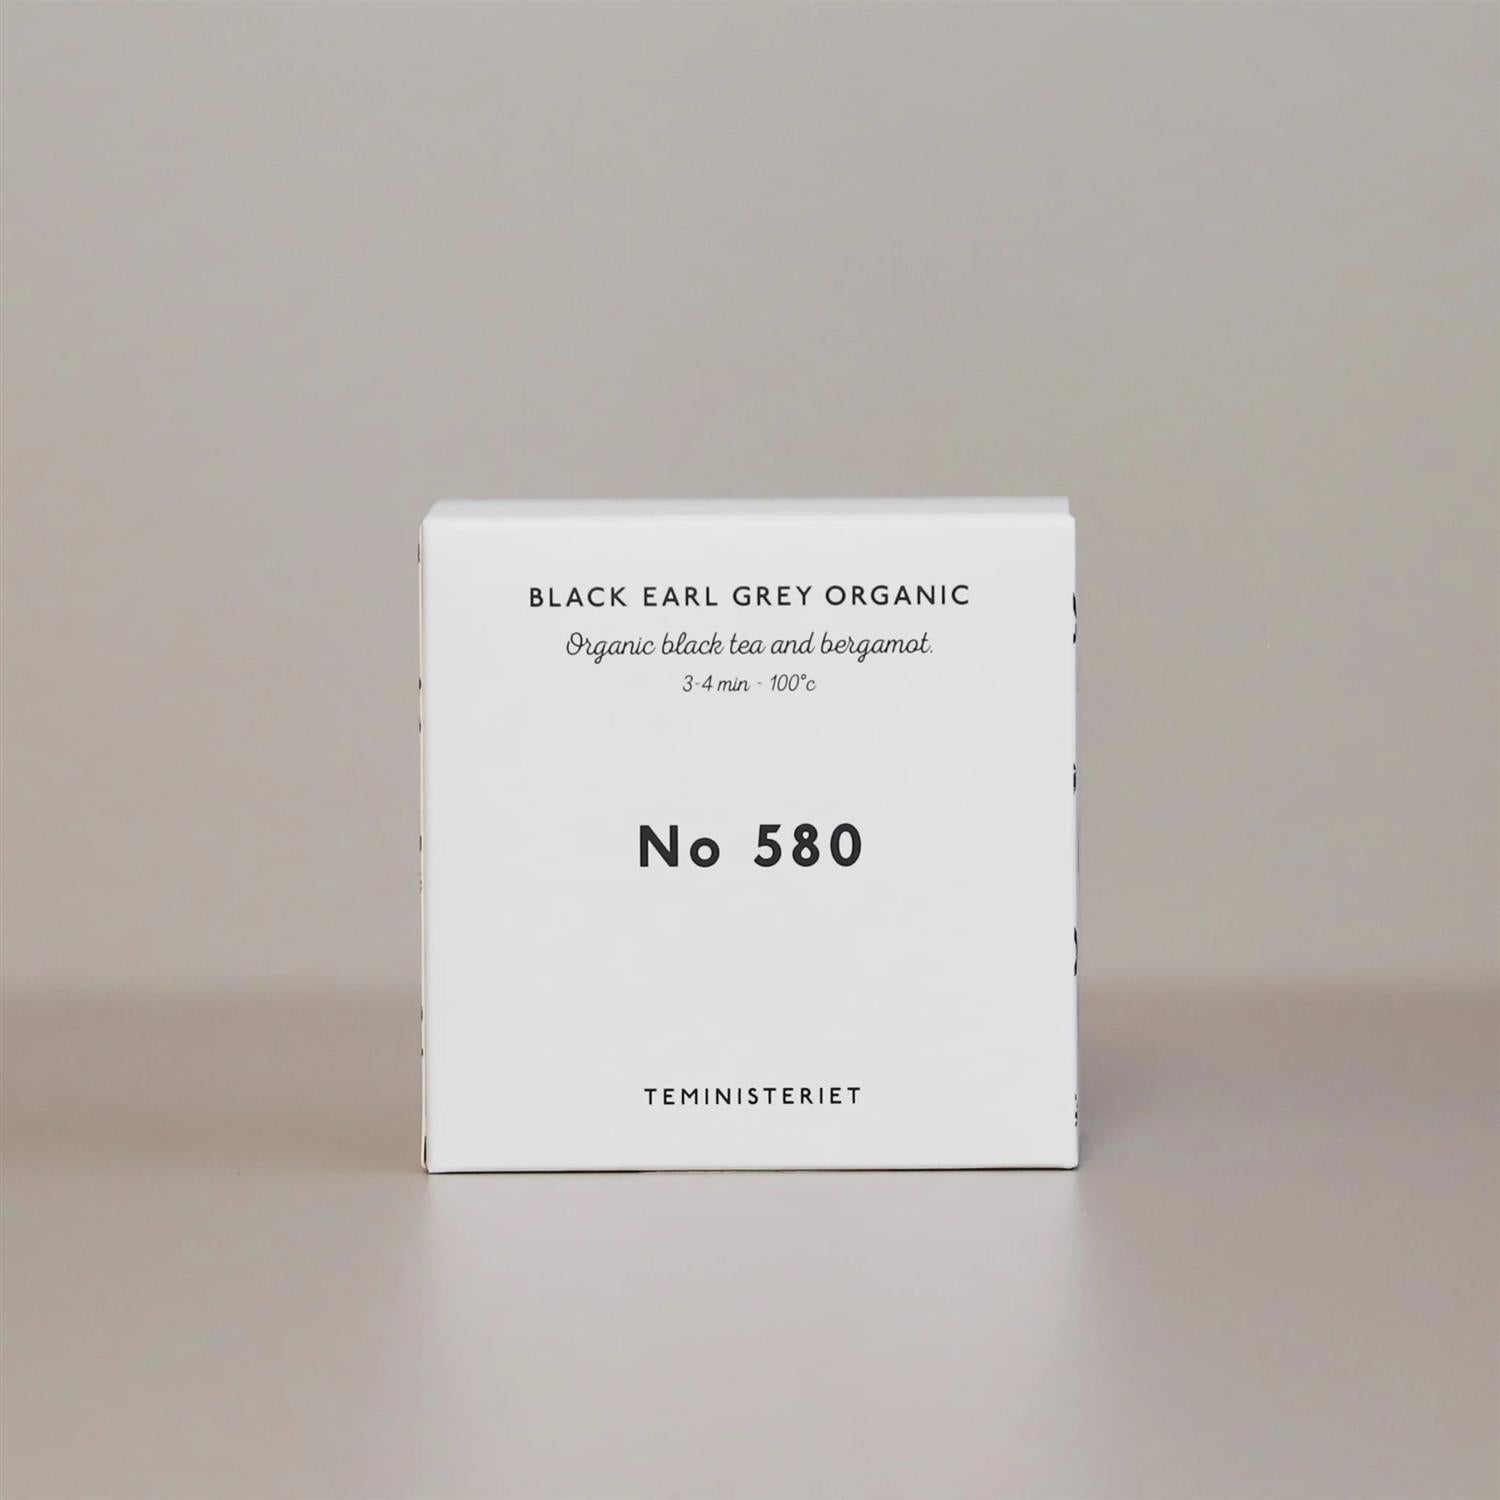 BLACK EARL GREY ORGANIC
Organic black tea and bergamot.
3-4 min - 100°c
No 580
TEMINISTERIET